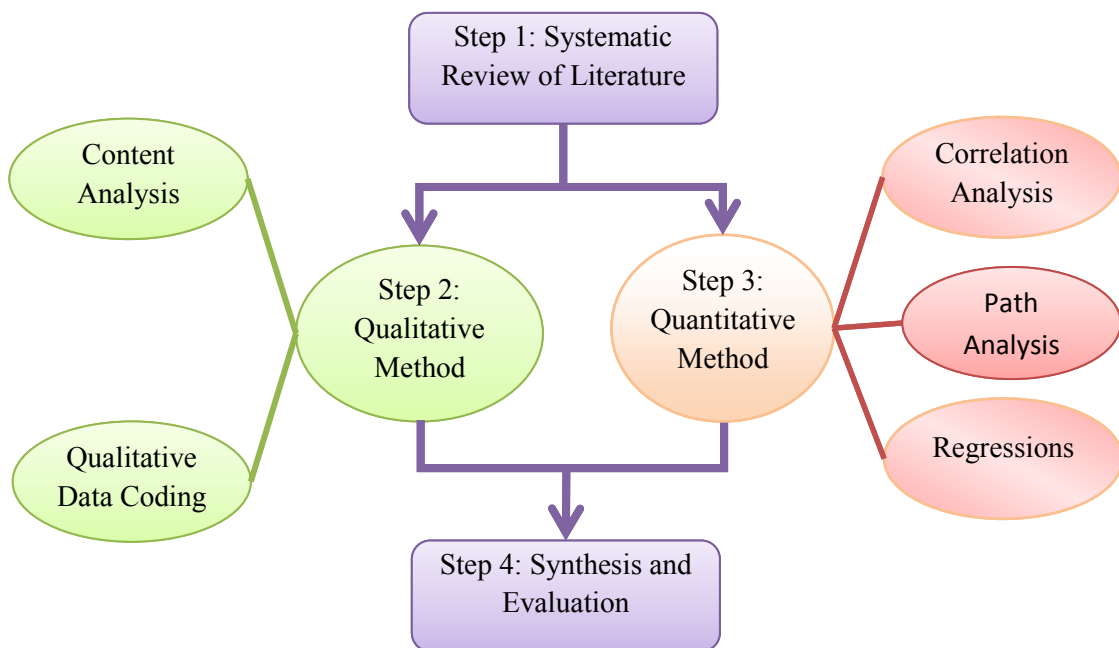 Step 1: Systematic
Review of Literature
Content
Analysis
Correlation
Analysis
Step 2:
Qualitative
Method
Step 3:
Quantitative
Method
Path
Analysis
Qualitative
Data Coding
Regressions
Step 4: Synthesis and
Evaluation